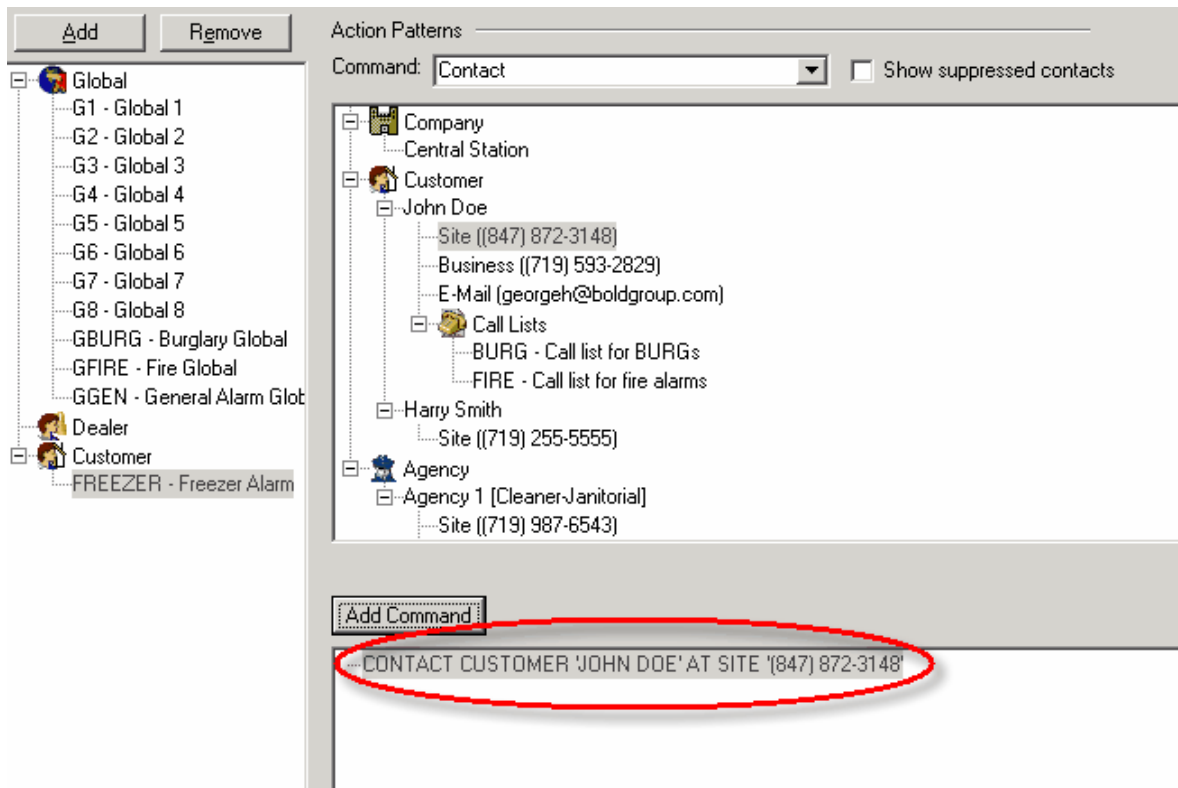 Add Remove
Global
G1 - Global 1
G2 - Global 2
G3 - Global 3
G4 - Global 4
G5 - Global 5
G6 - Global 6
G7 - Global 7
G8 - Global 8
GBURG - Burglary Global
GFIRE - Fire Global
GGEN - General Alarm Glob
Dealer
Customer
FREEZER - Freezer Alarm
Action Patterns
Command: Contact Show suppressed contacts
Company
Central Station
Customer
John Doe
Site ((847) 872-3148)
Business ((719) 593-2829)
E-Mail (georgeh@boldgroup.com)
Call Lists
BURG - Call list for BURGs
FIRE - Call list for fire alarms
Harry Smith
Site ((719) 255-5555)
Agency
Agency 1 [Cleaner-Janitorial]
Site ((719) 987-6543)
Add Command
CONTACT CUSTOMER 'JOHN DOE' AT SITE '(847) 872-3148'